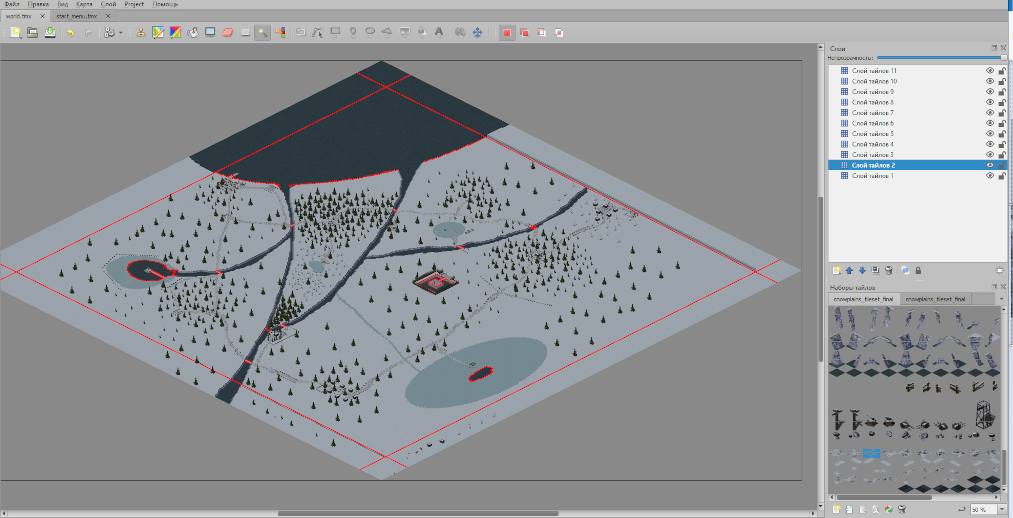 Файл Правка Вид Карта Слой Project Помощь
world.tmx start_menu.tmx
Слои
Непрозрачность:
Слой тайлов 11
Слой тайлов 10
Слой тайлов 9
Слой тайлов 8
Слой тайлов 7
Слой тайлов 6
Слой тайлов 5
Слой тайлов 4
Слой тайлов 3
Слой тайлов 2
Слой тайлов 1
Наборы тайлов
snowplains_tileset_final snowplains_tileset_final
50 %